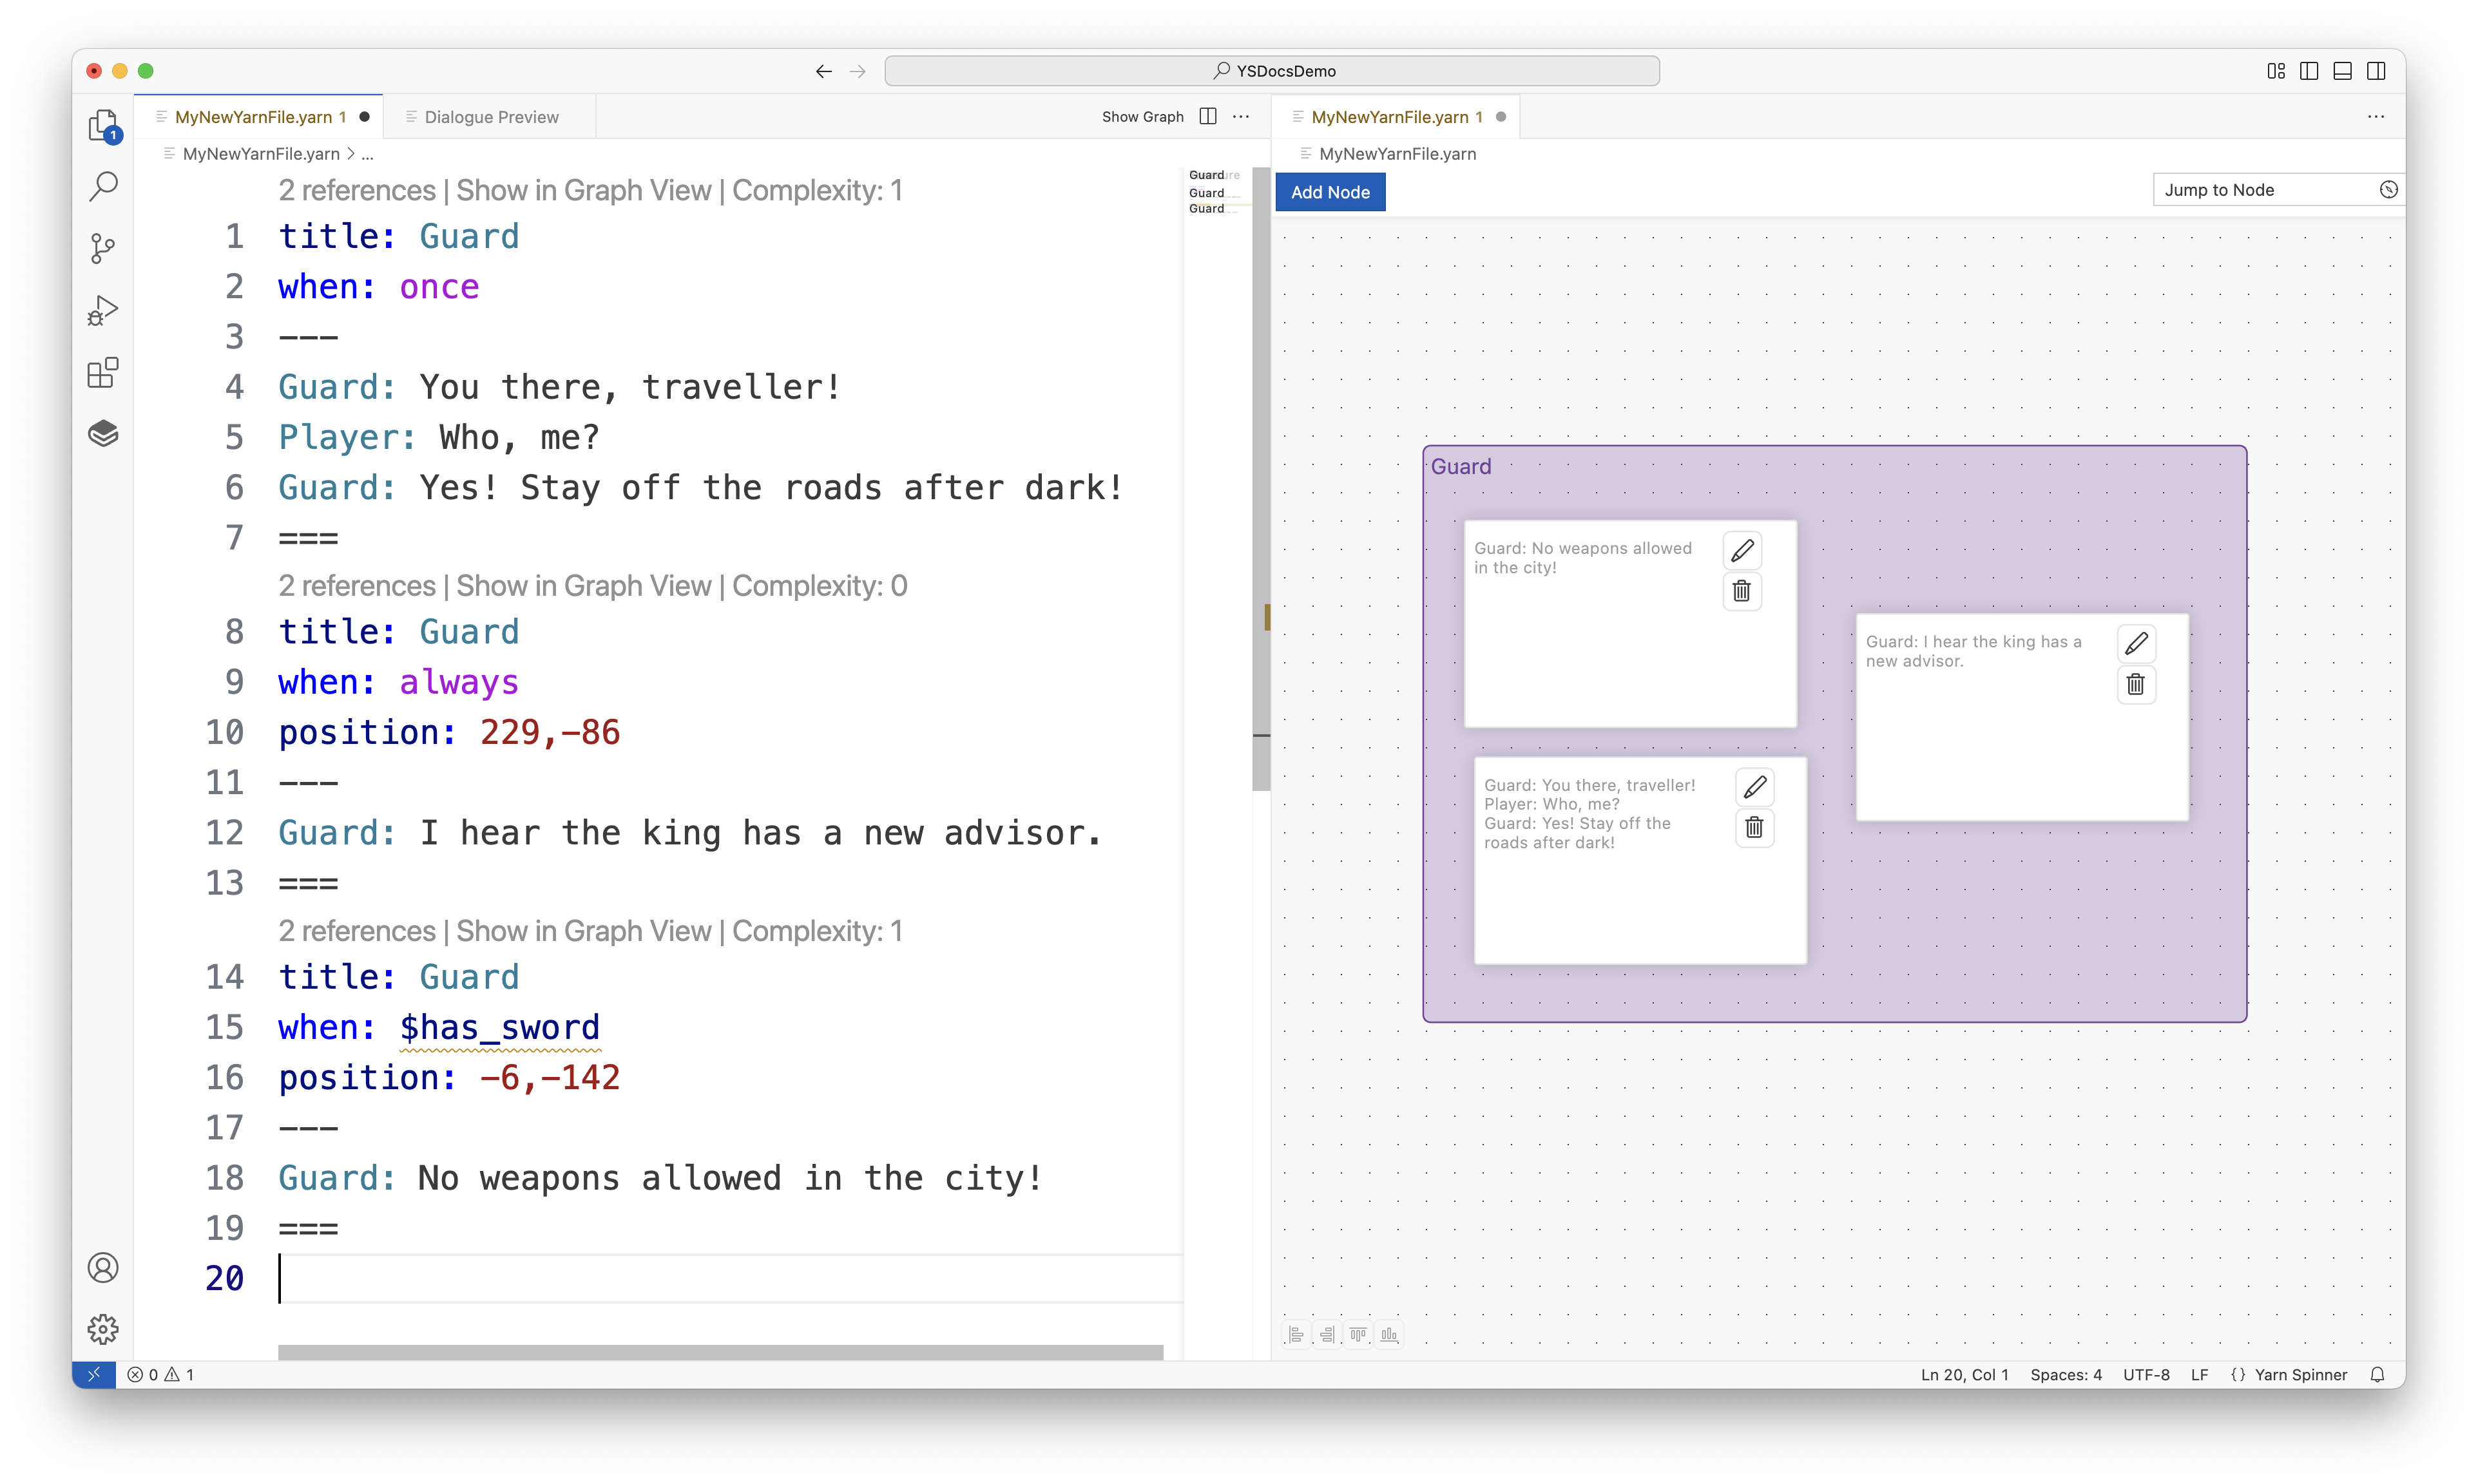 YSDocsDemo
MyNewYarnFile.yarn 1
Dialogue Preview
Show Graph
MyNewYarnFile.yarn > ...
2 references | Show in Graph View | Complexity: 1
1 title: Guard
2 when: once
3 ---
4 Guard: You there, traveller!
5 Player: Who, me?
6 Guard: Yes! Stay off the roads after dark!
7 ===
2 references | Show in Graph View | Complexity: 0
8 title: Guard
9 when: always
10 position: 229,-86
11 ---
12 Guard: I hear the king has a new advisor.
13 ===
2 references | Show in Graph View | Complexity: 1
14 title: Guard
15 when: $has_sword
16 position: -6,-142
17 ---
18 Guard: No weapons allowed in the city!
19 ===
20
1
Guard
Guard
Guard
MyNewYarnFile.yarn 1
MyNewYarnFile.yarn
Add Node
Jump to Node
Guard
Guard: No weapons allowed
in the city!
Guard: I hear the king has a
new advisor.
Guard: You there, traveller!
Player: Who, me?
Guard: Yes! Stay off the
roads after dark!
0 1
Ln 20, Col 1
Spaces: 4
UTF-8
LF
{} Yarn Spinner